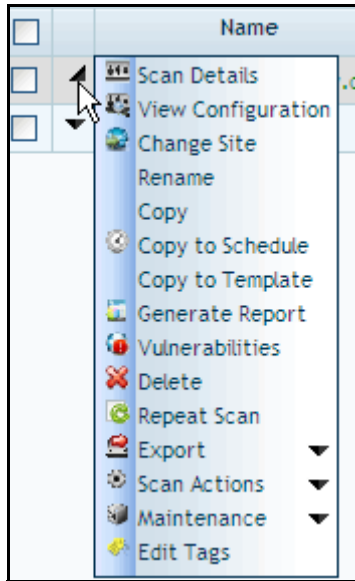 Name
Scan Details
View Configuration
Change Site
Rename
Copy
Copy to Schedule
Copy to Template
Generate Report
Vulnerabilities
Delete
Repeat Scan
Export
Scan Actions
Maintenance
Edit Tags